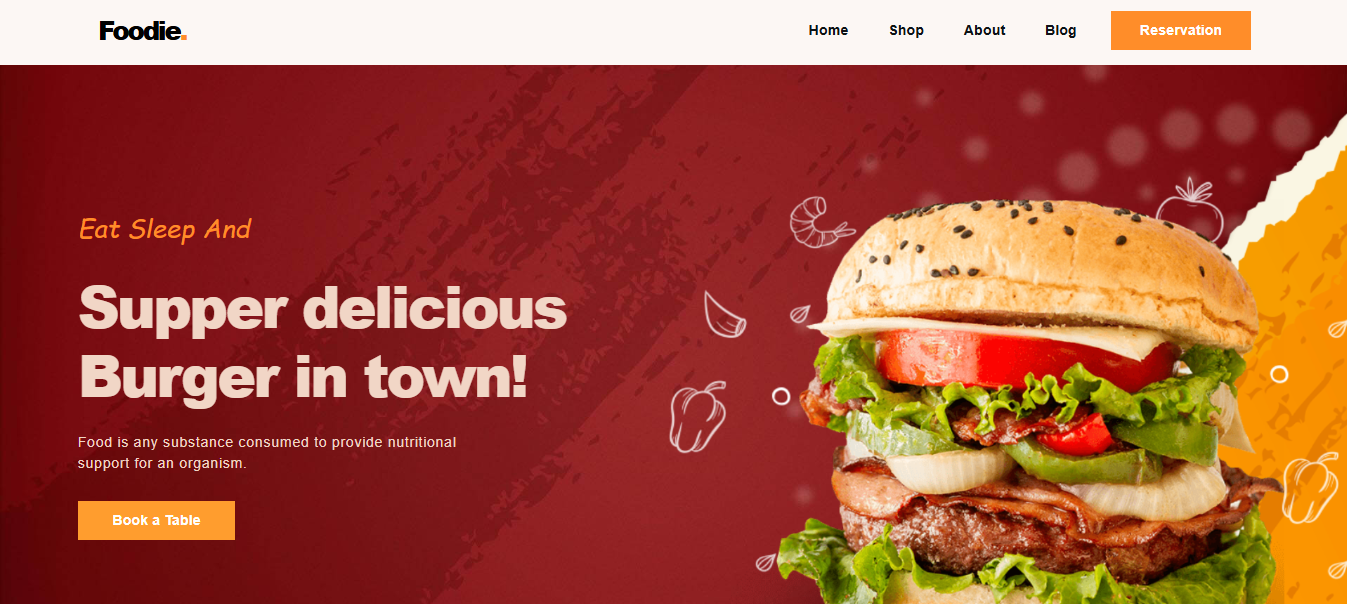 Foodie.
Home Shop About Blog Reservation
Eat Sleep And
Supper delicious
Burger in town!
Food is any substance consumed to provide nutritional
support for an organism.
Book a Table